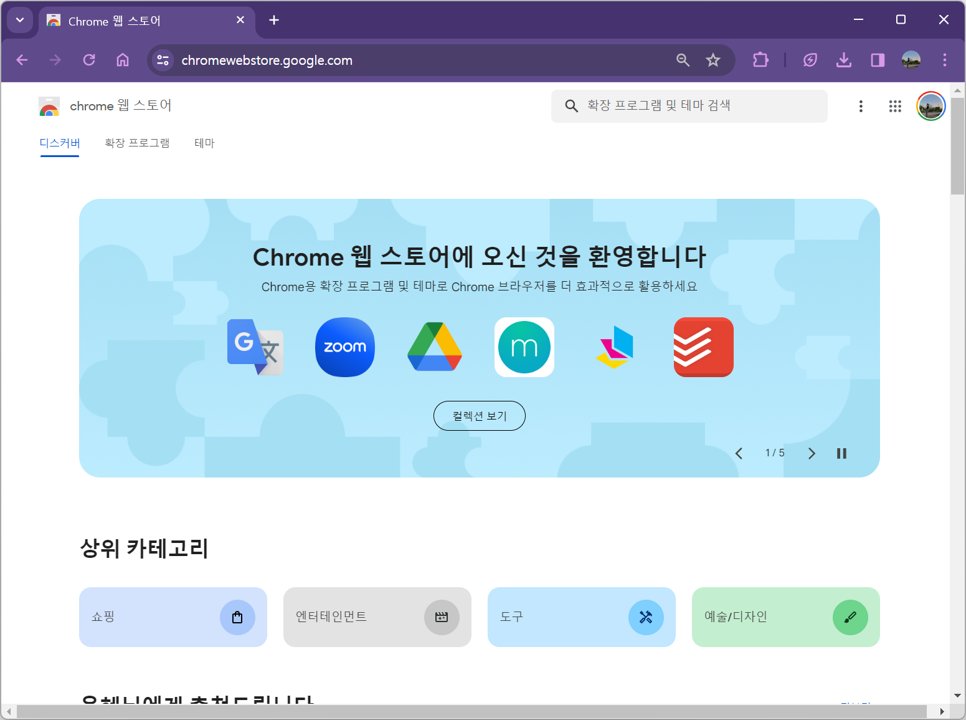 Chrome 웹 스토어
chromewebstore.google.com
chrome 웹 스토어
확장 프로그램 및 테마 검색
디스커버 확장 프로그램 테마
Chrome 웹 스토어에 오신 것을 환영합니다
Chrome용 확장 프로그램 및 테마로 Chrome 브라우저를 더 효과적으로 활용하세요
G 文 zoom m
컬렉션 보기
1 / 5
상위 카테고리
쇼핑 엔터테인먼트 도구 예술/디자인